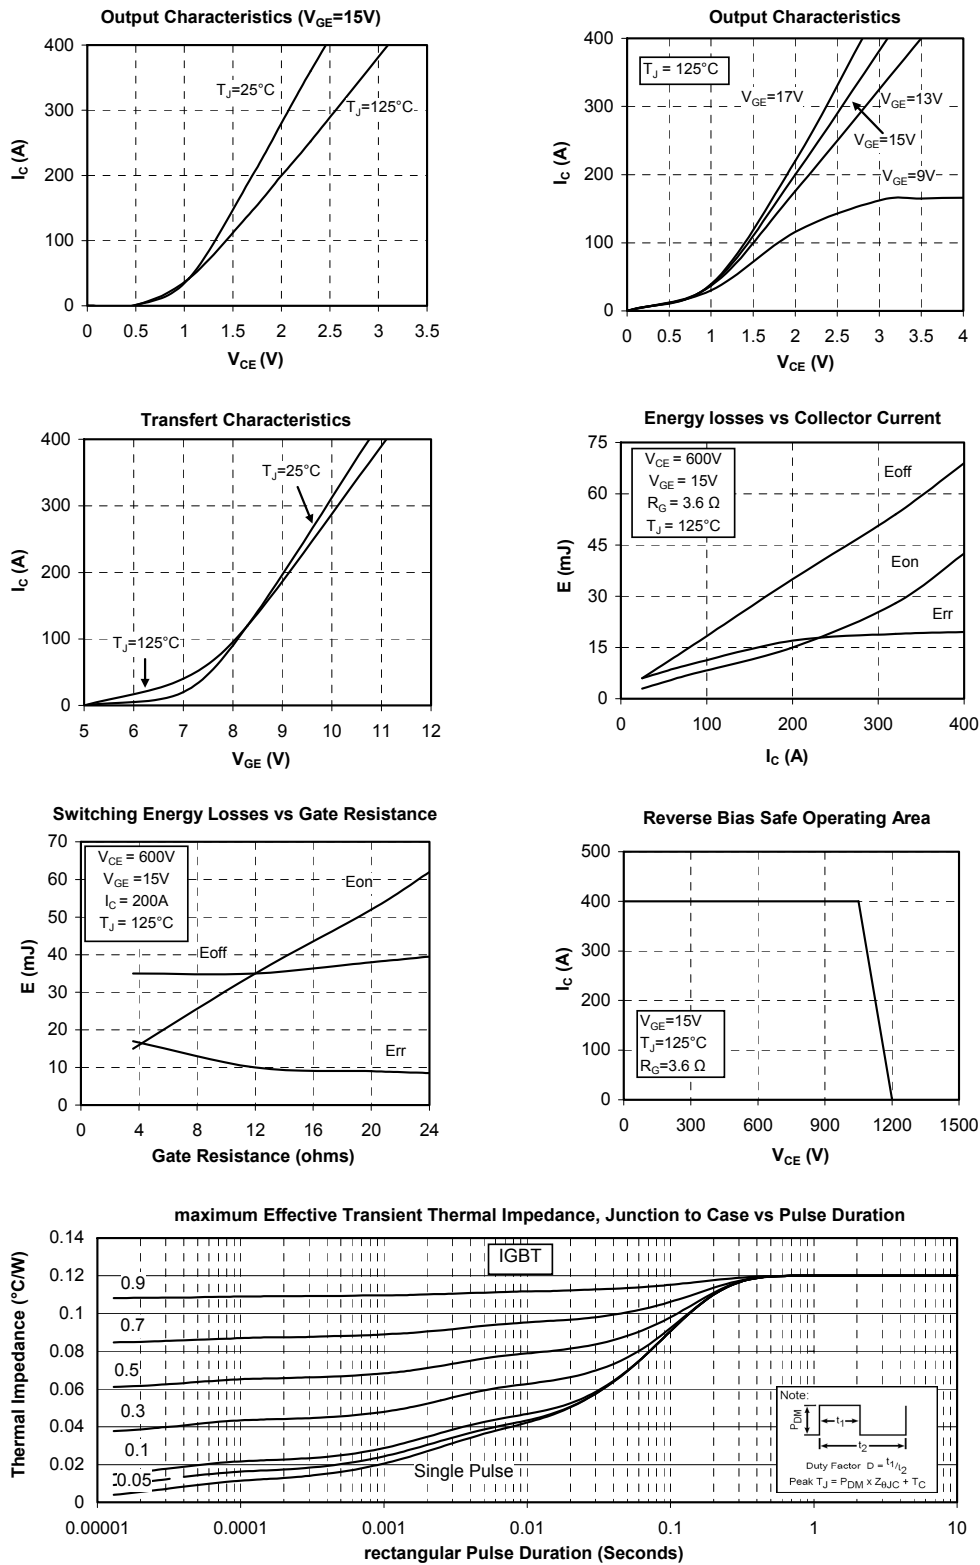 Output Characteristics (VGE=15V)
400
300
200
100
0
IC (A)
TJ=25°C
TJ=125°C
0 0.5 1 1.5 2 2.5 3 3.5
VCE (V)
Output Characteristics
400
300
200
100
0
IC (A)
TJ = 125°C
VGE=17V
VGE=13V
VGE=15V
VGE=9V
0 0.5 1 1.5 2 2.5 3 3.5 4
VCE (V)
Transfert Characteristics
400
300
200
100
0
IC (A)
TJ=25°C
TJ=125°C
5 6 7 8 9 10 11 12
VGE (V)
Energy losses vs Collector Current
75
60
45
30
15
0
E (mJ)
VCE = 600V
VGE = 15V
RG = 3.6 Ω
TJ = 125°C
Eoff
Eon
Err
0 100 200 300 400
IC (A)
Switching Energy Losses vs Gate Resistance
70
60
50
40
30
20
10
0
E (mJ)
VCE = 600V
VGE =15V
IC = 200A
TJ = 125°C
Eon
Eoff
Err
0 4 8 12 16 20 24
Gate Resistance (ohms)
Reverse Bias Safe Operating Area
500
400
300
200
100
0
IC (A)
VGE=15V
TJ=125°C
RG=3.6 Ω
0 300 600 900 1200 1500
VCE (V)
maximum Effective Transient Thermal Impedance, Junction to Case vs Pulse Duration
0.14
0.12
0.1
0.08
0.06
0.04
0.02
0
Thermal Impedance (°C/W)
IGBT
0.9
0.7
0.5
0.3
0.1
0.05
Single Pulse
Note:
PDM
t1
t2
Duty Factor D = t1/t2
Peak TJ = PDM x ZθJC + TC
0.00001 0.0001 0.001 0.01 0.1 1 10
rectangular Pulse Duration (Seconds)